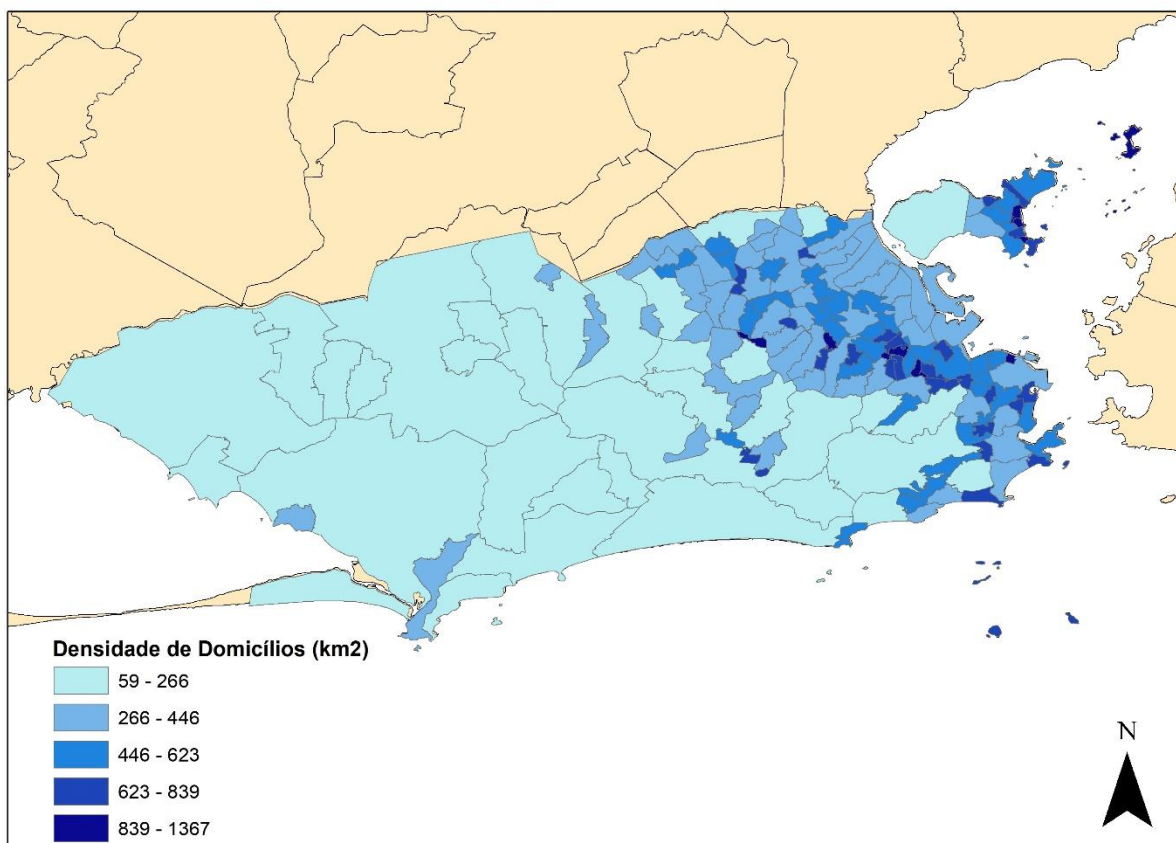 Densidade de Domicílios (km2)
59 - 266
266 - 446
446 - 623
623 - 839
839 - 1367
N